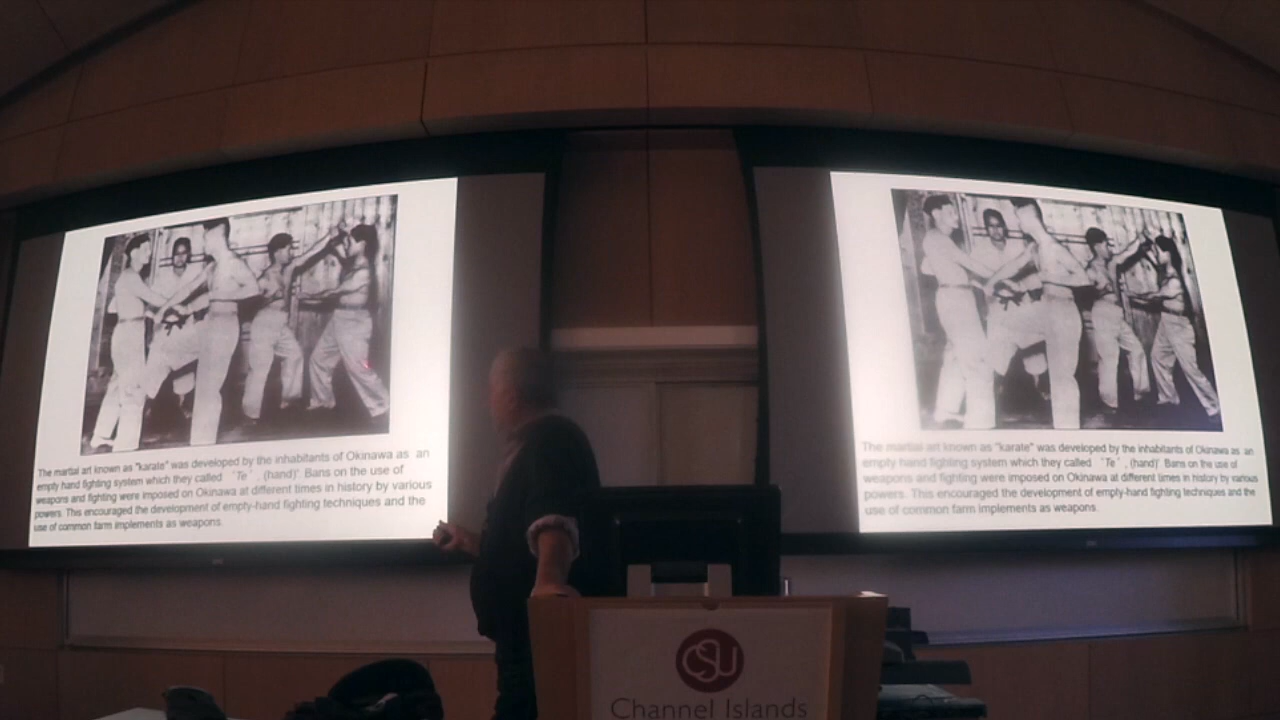 The martial art known as "karate" was developed by the inhabitants of Okinawa as an
empty hand fighting system which they called ˝Te˝, (hand)'. Bans on the use of
weapons and fighting were imposed on Okinawa at different times in history by various
powers. This encouraged the development of empty-hand fighting techniques and the
use of common farm implements as weapons.
The martial art known as "karate" was developed by the inhabitants of Okinawa as an
empty hand fighting system which they called ˝Te˝, (hand)'. Bans on the use of
weapons and fighting were imposed on Okinawa at different times in history by various
powers. This encouraged the development of empty-hand fighting techniques and the
use of common farm implements as weapons.
CSU
Channel Islands